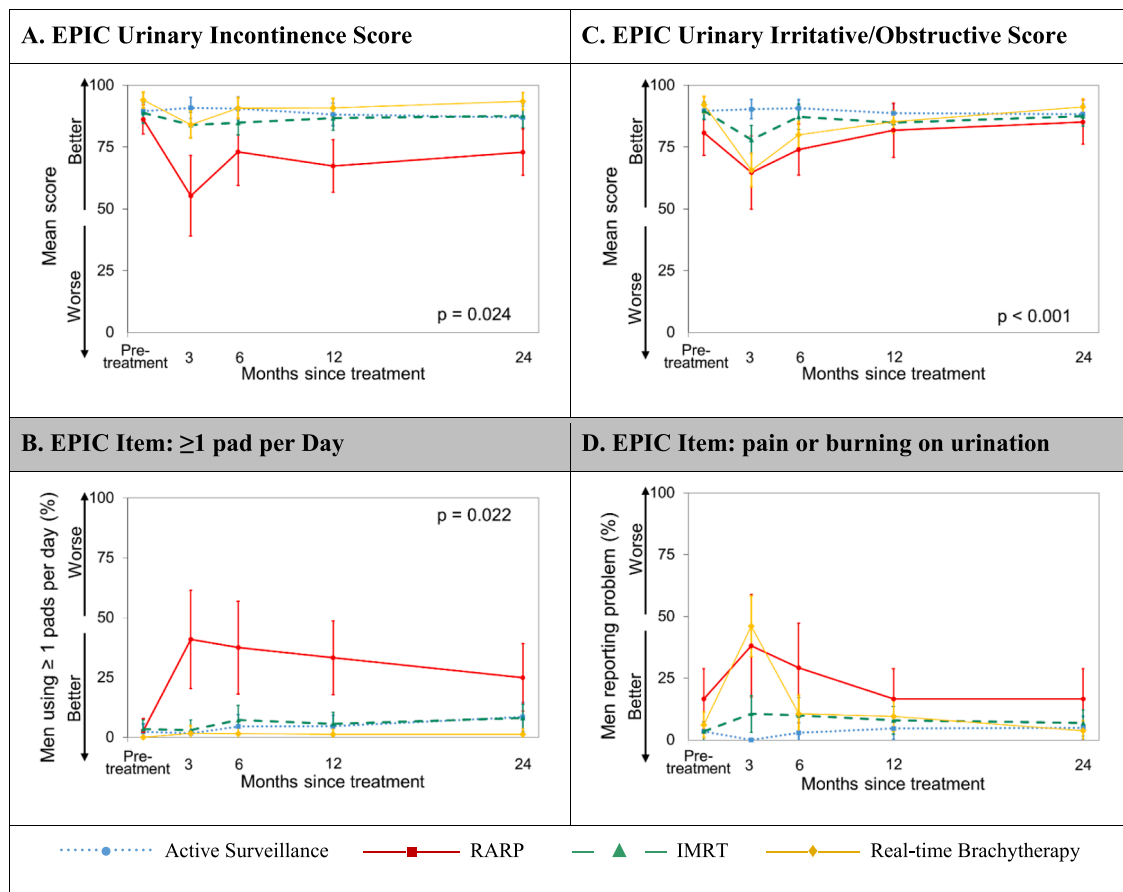 A. EPIC Urinary Incontinence Score
Mean score
Better
Worse
100
75
50
25
0
p = 0.024
Pre-
treatment
3
6
12
24
Months since treatment
C. EPIC Urinary Irritative/Obstructive Score
Mean score
Better
Worse
100
75
50
25
0
p < 0.001
Pre-
treatment
3
6
12
24
Months since treatment
B. EPIC Item: ≥1 pad per Day
Men using ≥ 1 pads per day (%)
Worse
Better
100
75
50
25
0
p = 0.022
Pre-
treatment
3
6
12
24
Months since treatment
D. EPIC Item: pain or burning on urination
Men reporting problem (%)
Worse
Better
100
75
50
25
0
Pre-
treatment
3
6
12
24
Months since treatment
Active Surveillance
RARP
IMRT
Real-time Brachytherapy